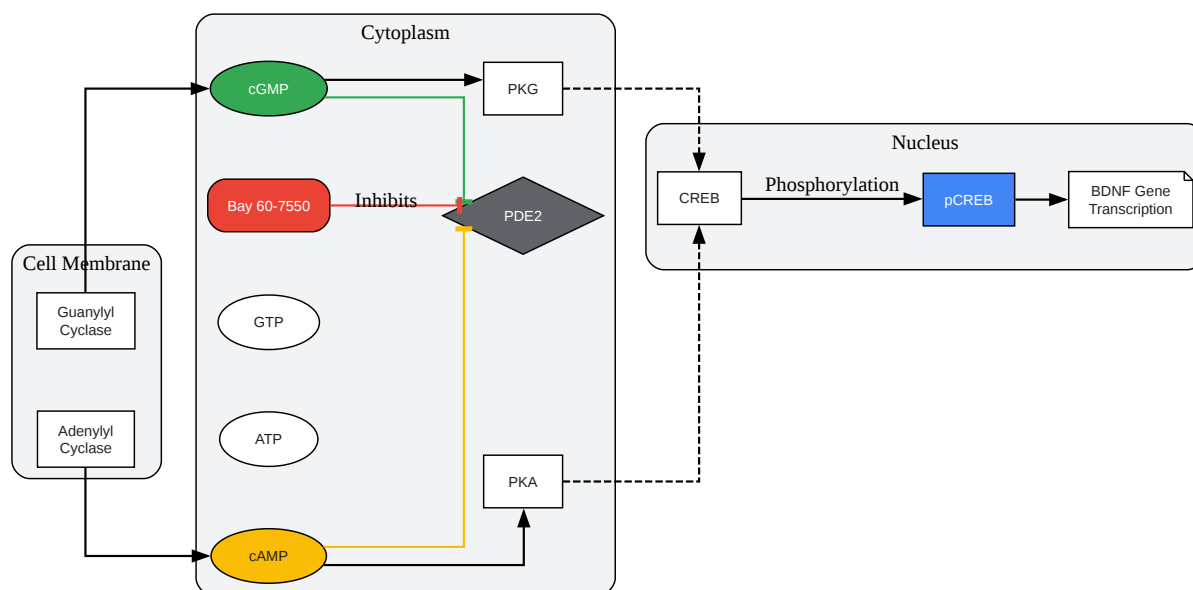 Cytoplasm
cGMP
PKG
Bay 60-7550
Inhibits
PDE2
Cell Membrane
Guanylyl
Cyclase
GTP
Adenylyl
Cyclase
ATP
PKA
cAMP
Nucleus
CREB
Phosphorylation
pCREB
BDNF Gene
Transcription